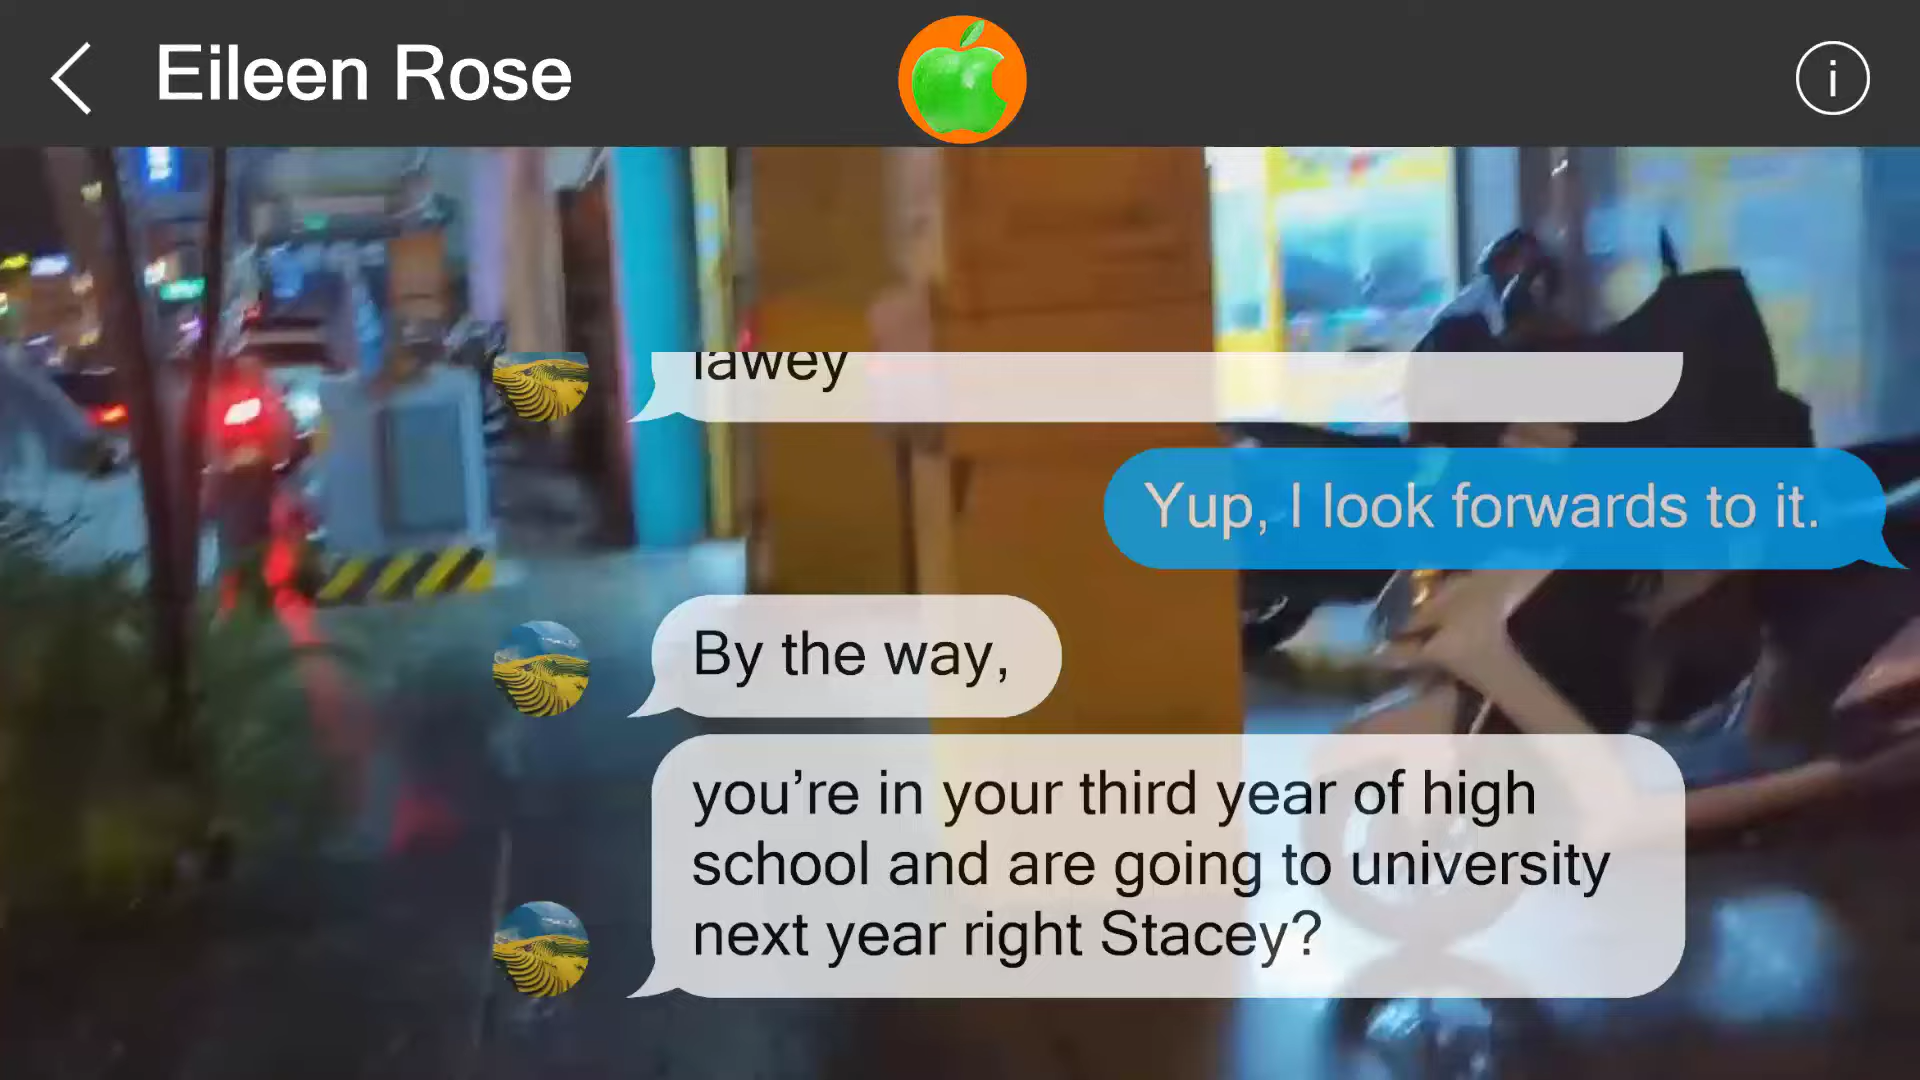 Eileen Rose
i
Yup, I look forwards to it.
By the way,
you’re in your third year of high
school and are going to university
next year right Stacey?